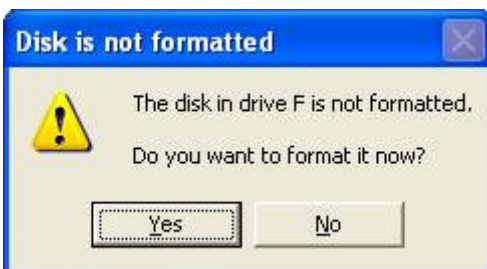 Disk is not formatted
The disk in drive F is not formatted.
Do you want to format it now?
Yes No